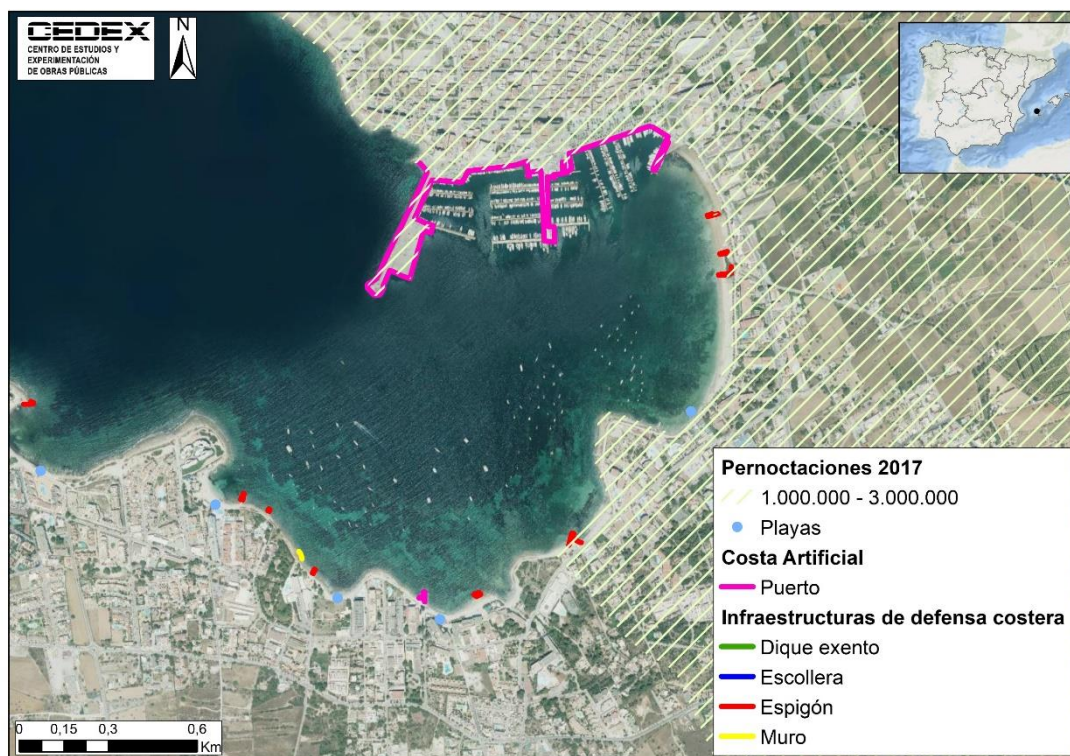 CEDEX
CENTRO DE ESTUDIOS Y
EXPERIMENTACIÓN
DE OBRAS PÚBLICAS
N
Pernoctaciones 2017
1.000.000 - 3.000.000
Playas
Costa Artificial
Puerto
Infraestructuras de defensa costera
Dique exento
Escollera
Espigón
Muro
0 0,15 0,3 0,6
Km